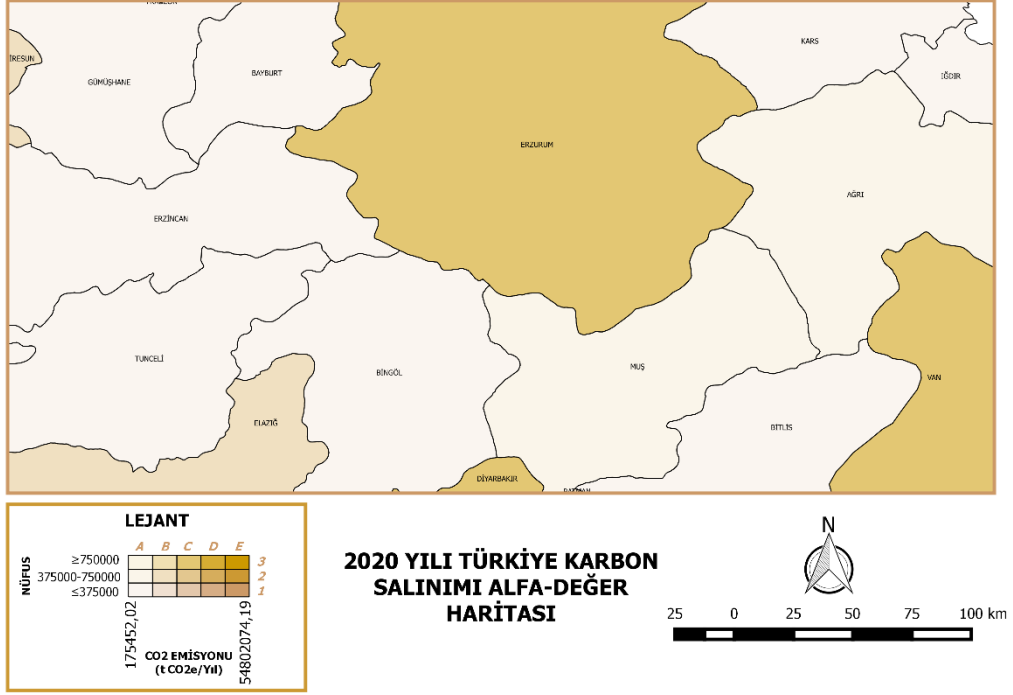 IRESUN
GÜMÜŞHANE
BAYBURT
ERZURUM
KARS
IĞDIR
AĞRI
ERZİNCAN
TUNCELİ
BİNGÖL
MUŞ
VAN
ELAZIĞ
BİTLİS
DİYARBAKIR
LEJANT
A B C D E
NÜFUS
≥750000 3
375000-750000 2
≤375000 1
175452,02
54802074,19
CO2 EMİSYONU
(t CO2e/Yıl)
2020 YILI TÜRKİYE KARBON
SALINIMI ALFA-DEĞER
HARİTASI
N
25 0 25 50 75 100 km